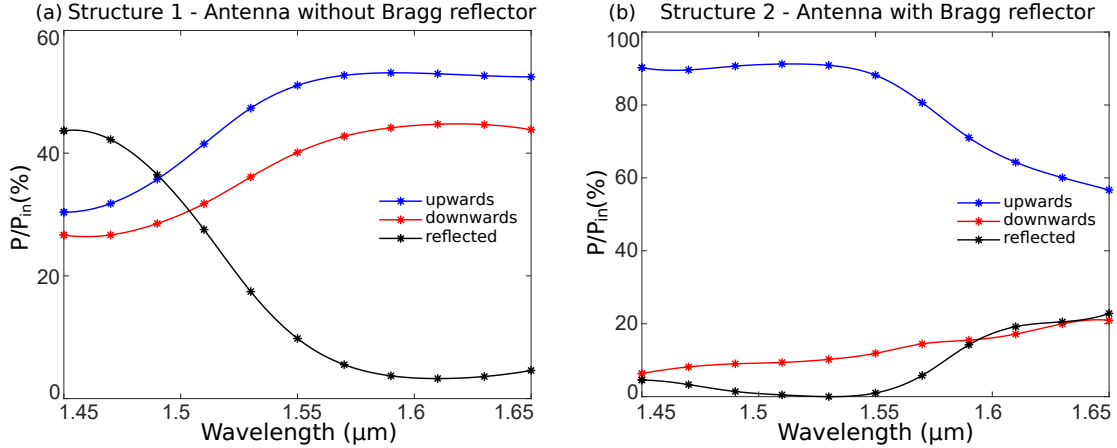 (a) Structure 1 - Antenna without Bragg reflector
60
40
20
0
P/Pin(%)
upwards
downwards
reflected
1.45 1.5 1.55 1.6 1.65
Wavelength (μm)
(b) Structure 2 - Antenna with Bragg reflector
100
80
60
40
20
0
P/Pin(%)
upwards
downwards
reflected
1.45 1.5 1.55 1.6 1.65
Wavelength (μm)